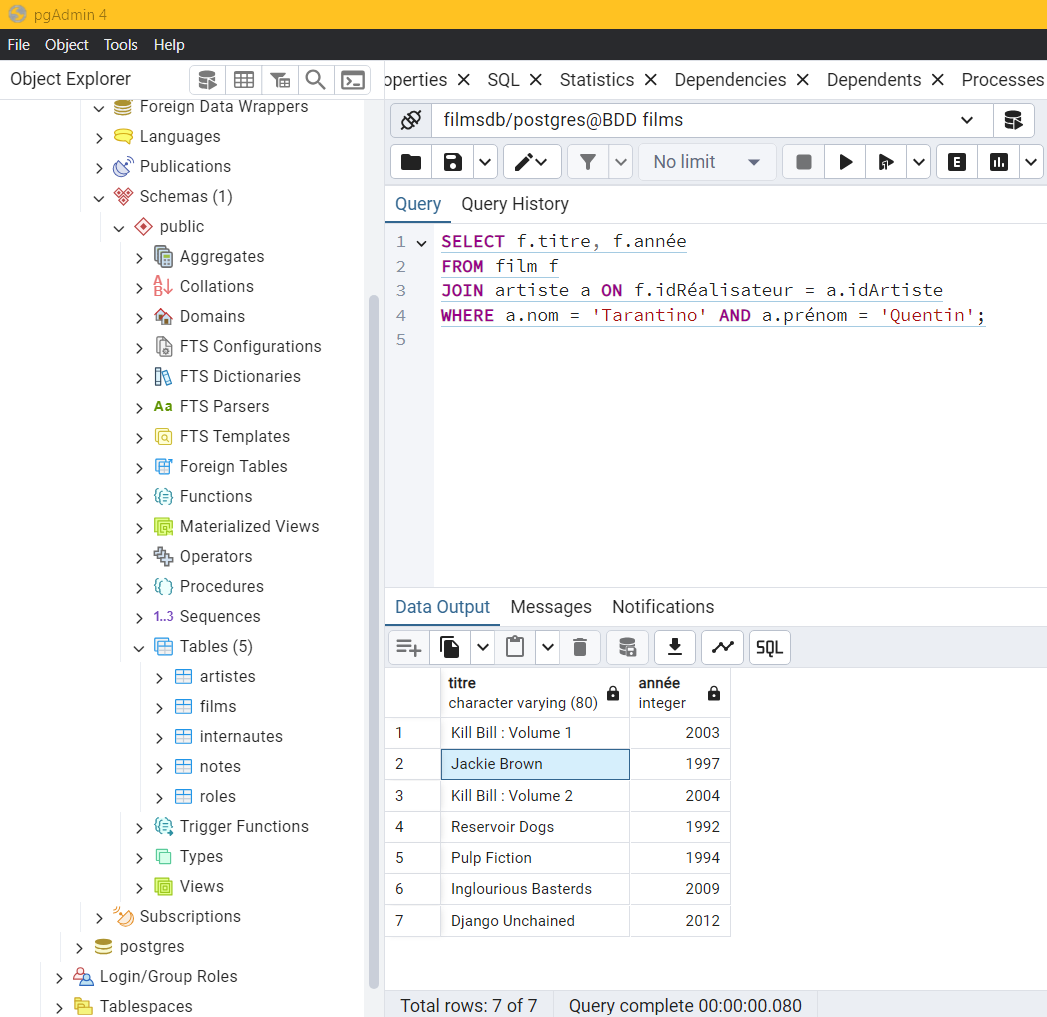 pgAdmin 4
File Object Tools Help
Object Explorer
Foreign Data Wrappers
Languages
Publications
Schemas (1)
public
Aggregates
Collations
Domains
FTS Configurations
FTS Dictionaries
Aa FTS Parsers
FTS Templates
Foreign Tables
Functions
Materialized Views
Operators
Procedures
1..3 Sequences
Tables (5)
artistes
films
internautes
notes
roles
Trigger Functions
Types
Views
Subscriptions
postgres
Login/Group Roles
Tablespaces
operties SQL Statistics Dependencies Dependents Processes
filmsdb/postgres@BDD films
No limit E
Query Query History
1 SELECT f.titre, f.année
2 FROM film f
3 JOIN artiste a ON f.idRéalisateur = a.idArtiste
4 WHERE a.nom = 'Tarantino' AND a.prénom = 'Quentin';
5
Data Output Messages Notifications
SQL
titre année
character varying (80) integer
1 Kill Bill : Volume 1 2003
2 Jackie Brown 1997
3 Kill Bill : Volume 2 2004
4 Reservoir Dogs 1992
5 Pulp Fiction 1994
6 Inglourious Basterds 2009
7 Django Unchained 2012
Total rows: 7 of 7 Query complete 00:00:00.080